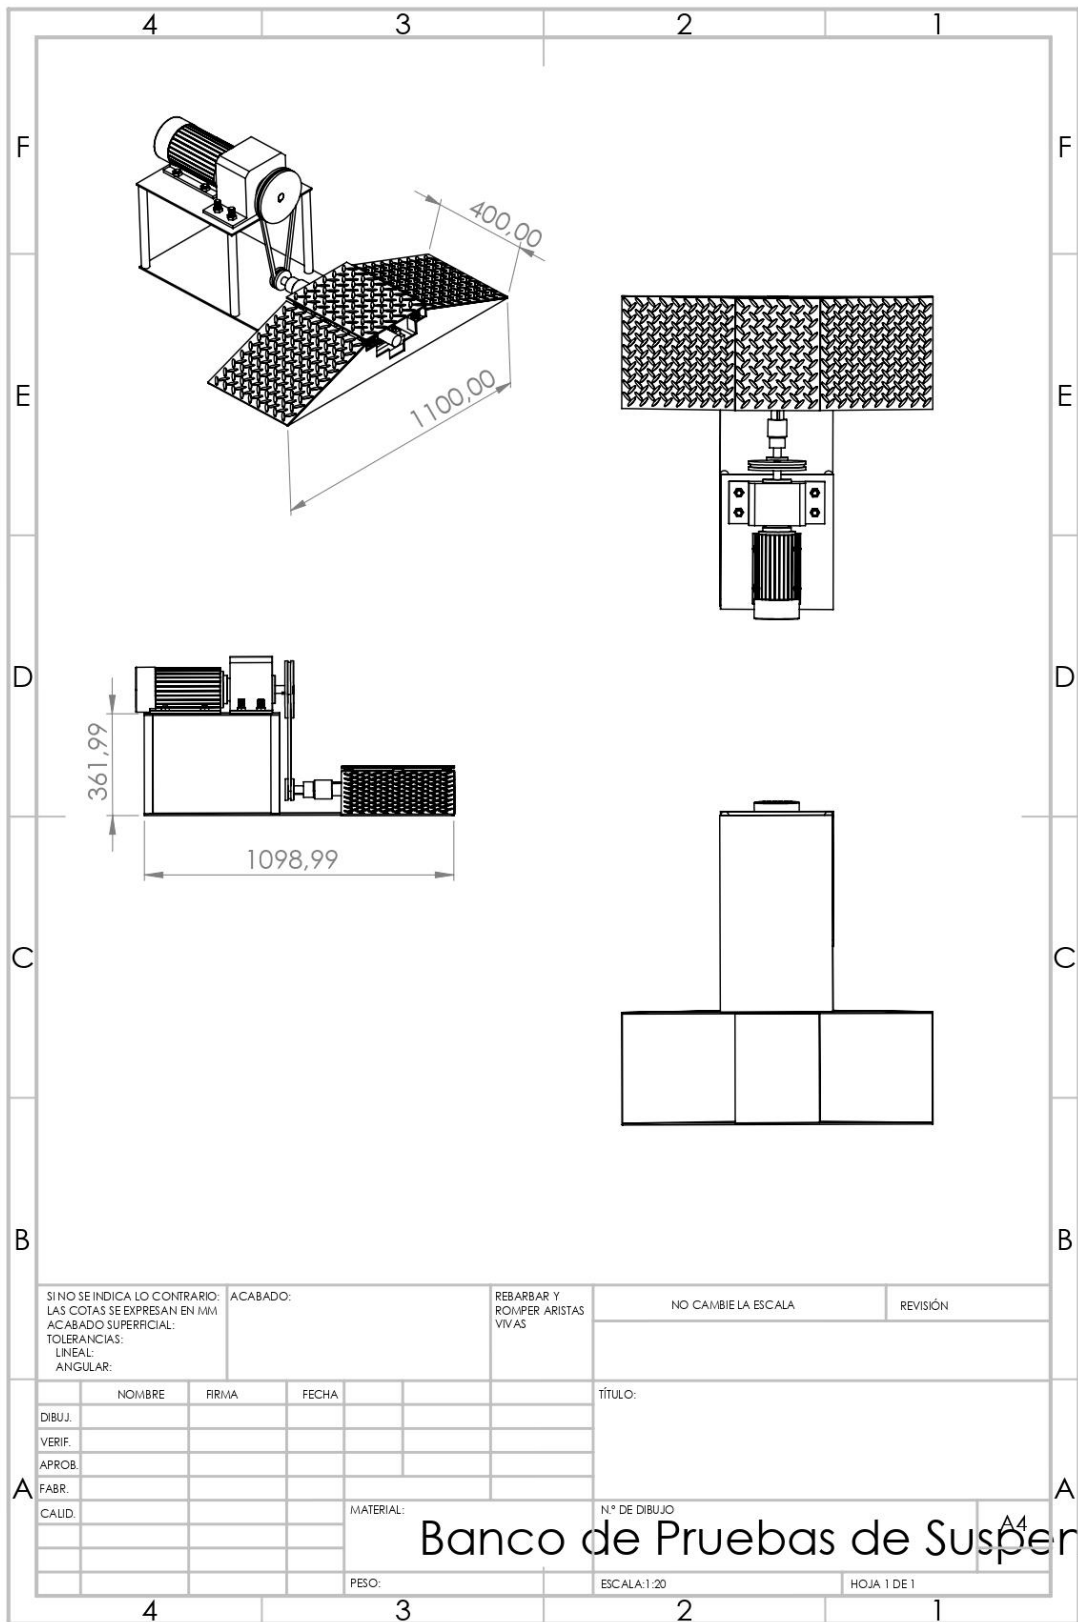 4 3 2 1
F F
400,00
E E
1100,00
D D
361,99
1098,99
C C
B B
SI NO SE INDICA LO CONTRARIO:
LAS COTAS SE EXPRESAN EN MM
ACABADO SUPERFICIAL:
TOLERANCIAS:
LINEAL:
ANGULAR:
ACABADO:
REBARBAR Y
ROMPER ARISTAS
VIVAS
NO CAMBIE LA ESCALA
REVISIÓN
NOMBRE FIRMA FECHA
TÍTULO:
DIBUJ.
VERIF.
APROB.
A FABR. A
CALID.
MATERIAL:
N.º DE DIBUJO
Banco de Pruebas de Susper
A4
PESO:
ESCALA:1:20
HOJA 1 DE 1
4 3 2 1